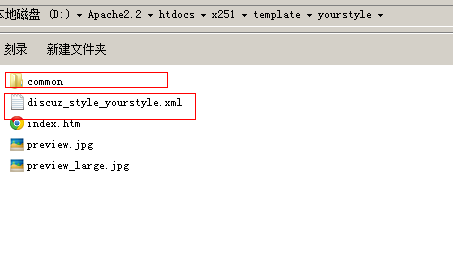 本地磁盘 (D:) ▸ Apache2.2 ▸ htdocs ▸ x251 ▸ template ▸ yourstyle ▸
刻录 新建文件夹
common
discuz_style_yourstyle.xml
index.htm
preview.jpg
preview_large.jpg